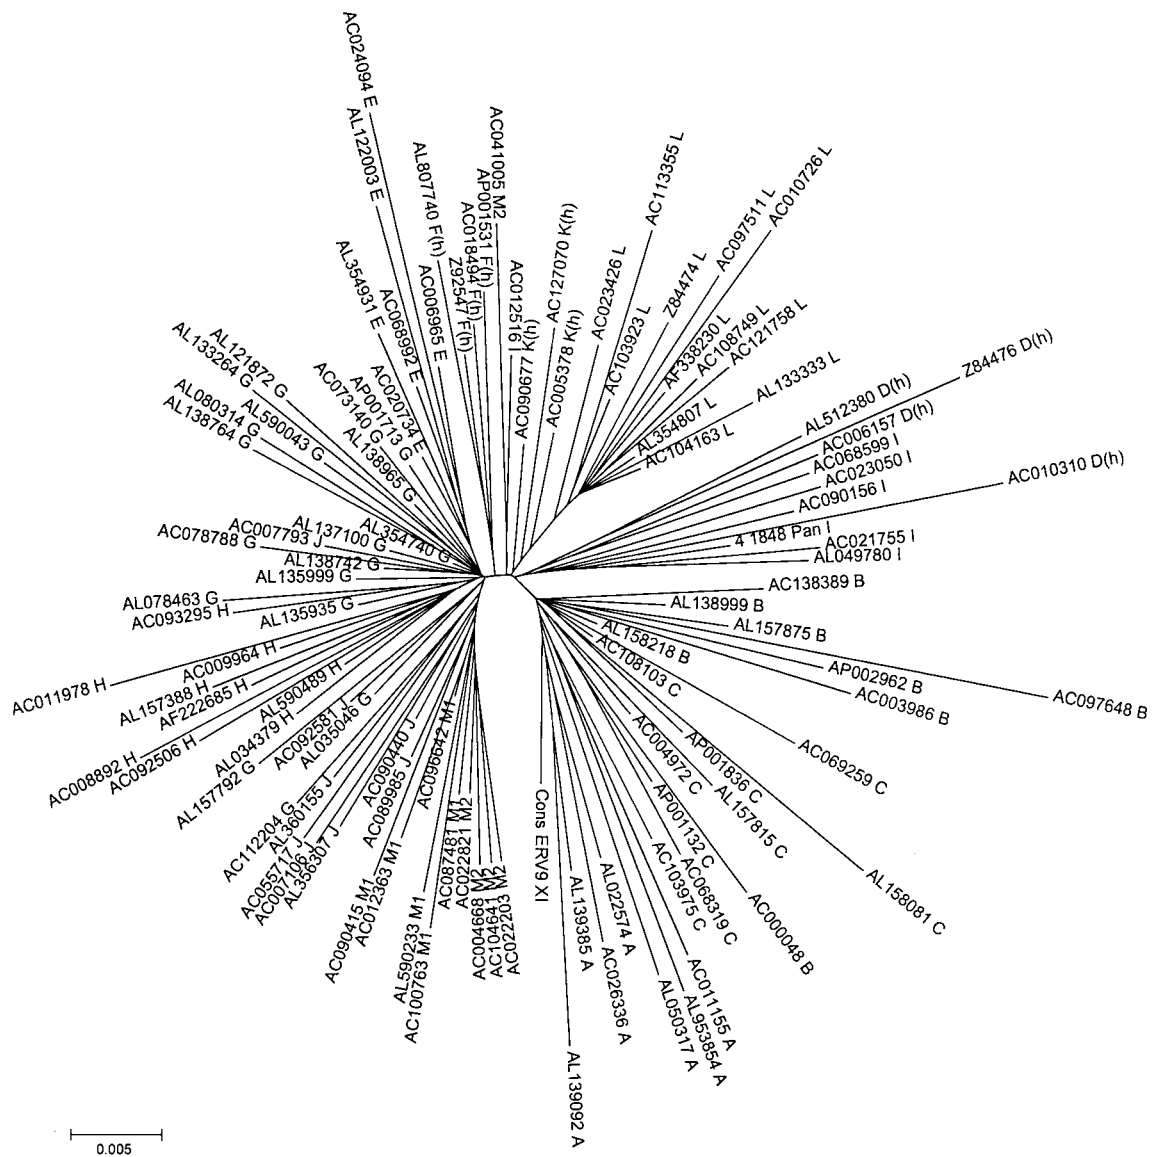 AC024094 E
AL122003 E
AL807740 F(h)
AC041005 M2
AP001531 F(h)
AC018494 F(h)
Z92547 F(h)
AC012516 I
AC127070 K(h)
AC090677 K(h)
AC005378 K(h)
AC023426 L
AC113355 L
AC103923 L
Z84474 L
AC097511 L
AC010726 L
AF338230 L
AC108749 L
AC121758 L
AL133333 L
AL354807 L
AC104163 L
AL354931 E
AC068992 E
AC006965 E
AL133264 G
AL121872 G
AC073140 G
AP001713 G
AC020734 E
AL080314 G
AL138764 G
AL590043 G
AL138965 G
AL512380 D(h)
Z84476 D(h)
AC006157 D(h)
AC068599 I
AC023050 I
AC010310 D(h)
AC090156 I
4 1848 Pan I
AC021755 I
AL049780 I
AC078788 G
AC007793 J
AL137100 G
AL354740 G
AL138742 G
AL135999 G
AL078463 G
AC093295 H
AL135935 G
AC138389 B
AL138999 B
AL157875 B
AL158218 B
AC108103 C
AP002962 B
AC003986 B
AC097648 B
AC011978 H
AC009964 H
AL157388 H
AF222685 H
AL590489 H
AC008892 H
AC092506 H
AL034379 H
AC092581 J
AL035046 G
AL157792 G
AC090440 J
AC089985 J
AC096642 M1
AC004972 C
AP001836 C
AC069259 C
AL157815 C
AP001132 C
AC112204 G
AL360155 J
AC055717 J
AC007106 J
AL356307 J
AC087481 M1
AC022821 M2
Cons ERV9 XI
AC103975 C
AC068319 C
AC000048 B
AL158081 C
AC090415 M1
AC012363 M1
AL590233 M1
AC100763 M1
AC004668 M2
AC104641 M2
AC022203 M2
AL139385 A
AL022574 A
AC026336 A
AL050317 A
AL953854 A
AC011155 A
AL139092 A
0.005